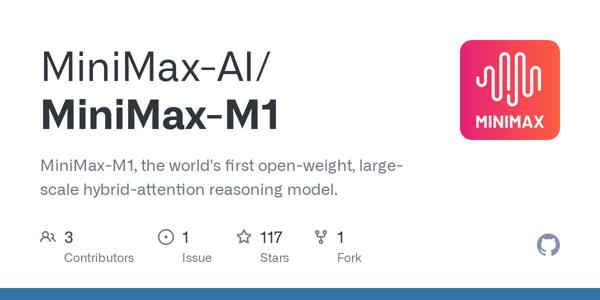 MiniMax-AI/
MiniMax-M1
MINIMAX
MiniMax-M1, the world's first open-weight, large-
scale hybrid-attention reasoning model.
3
Contributors
1
Issue
117
Stars
1
Fork